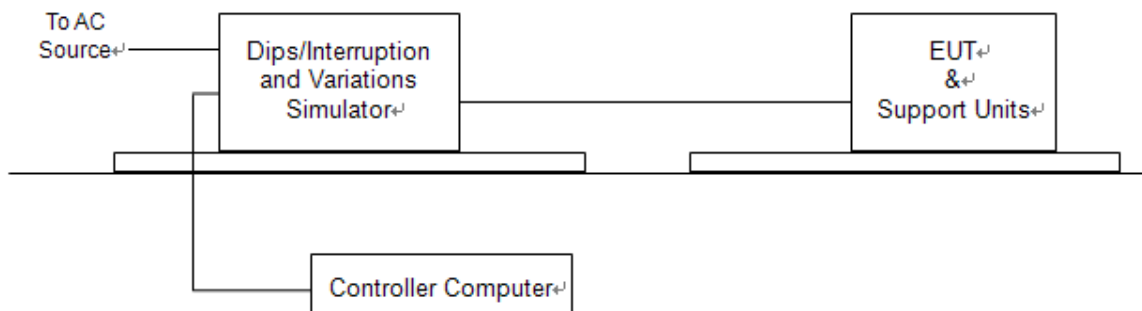 To AC
Source↵
Dips/Interruption
and Variations
Simulator↵
EUT↵
&↵
Support Units↵
Controller Computer↵